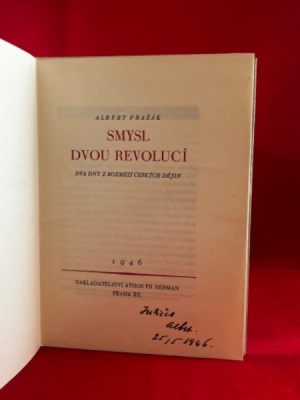 ALBERT PRAŽÁK
SMYSL
DVOU REVOLUCÍ
DVA DNY Z ROZMEZÍ ČESKÝCH DĚJIN
1946
NAKLADATELSTVÍ ATHOS FR. HERMAN
PRAHA XII.
25/5 1946.